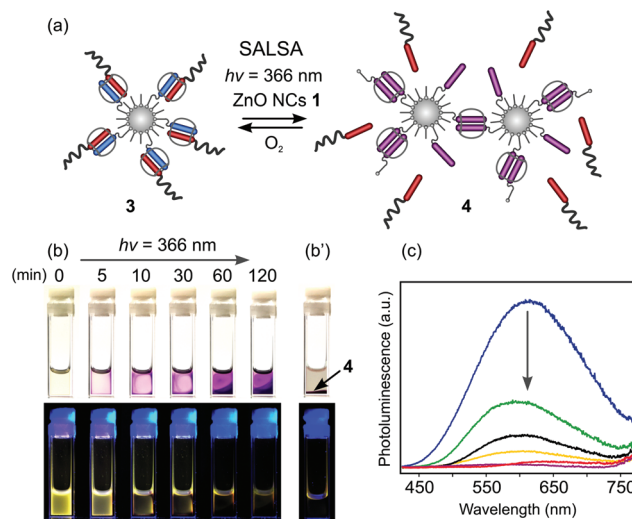 (a)
SALSA
hν = 366 nm
ZnO NCs 1
O₂
3
4
(b)
hν = 366 nm
(b')
(c)
(min) 0 5 10 30 60 120
4
Photoluminescence (a.u.)
450 550 650 750
Wavelength (nm)